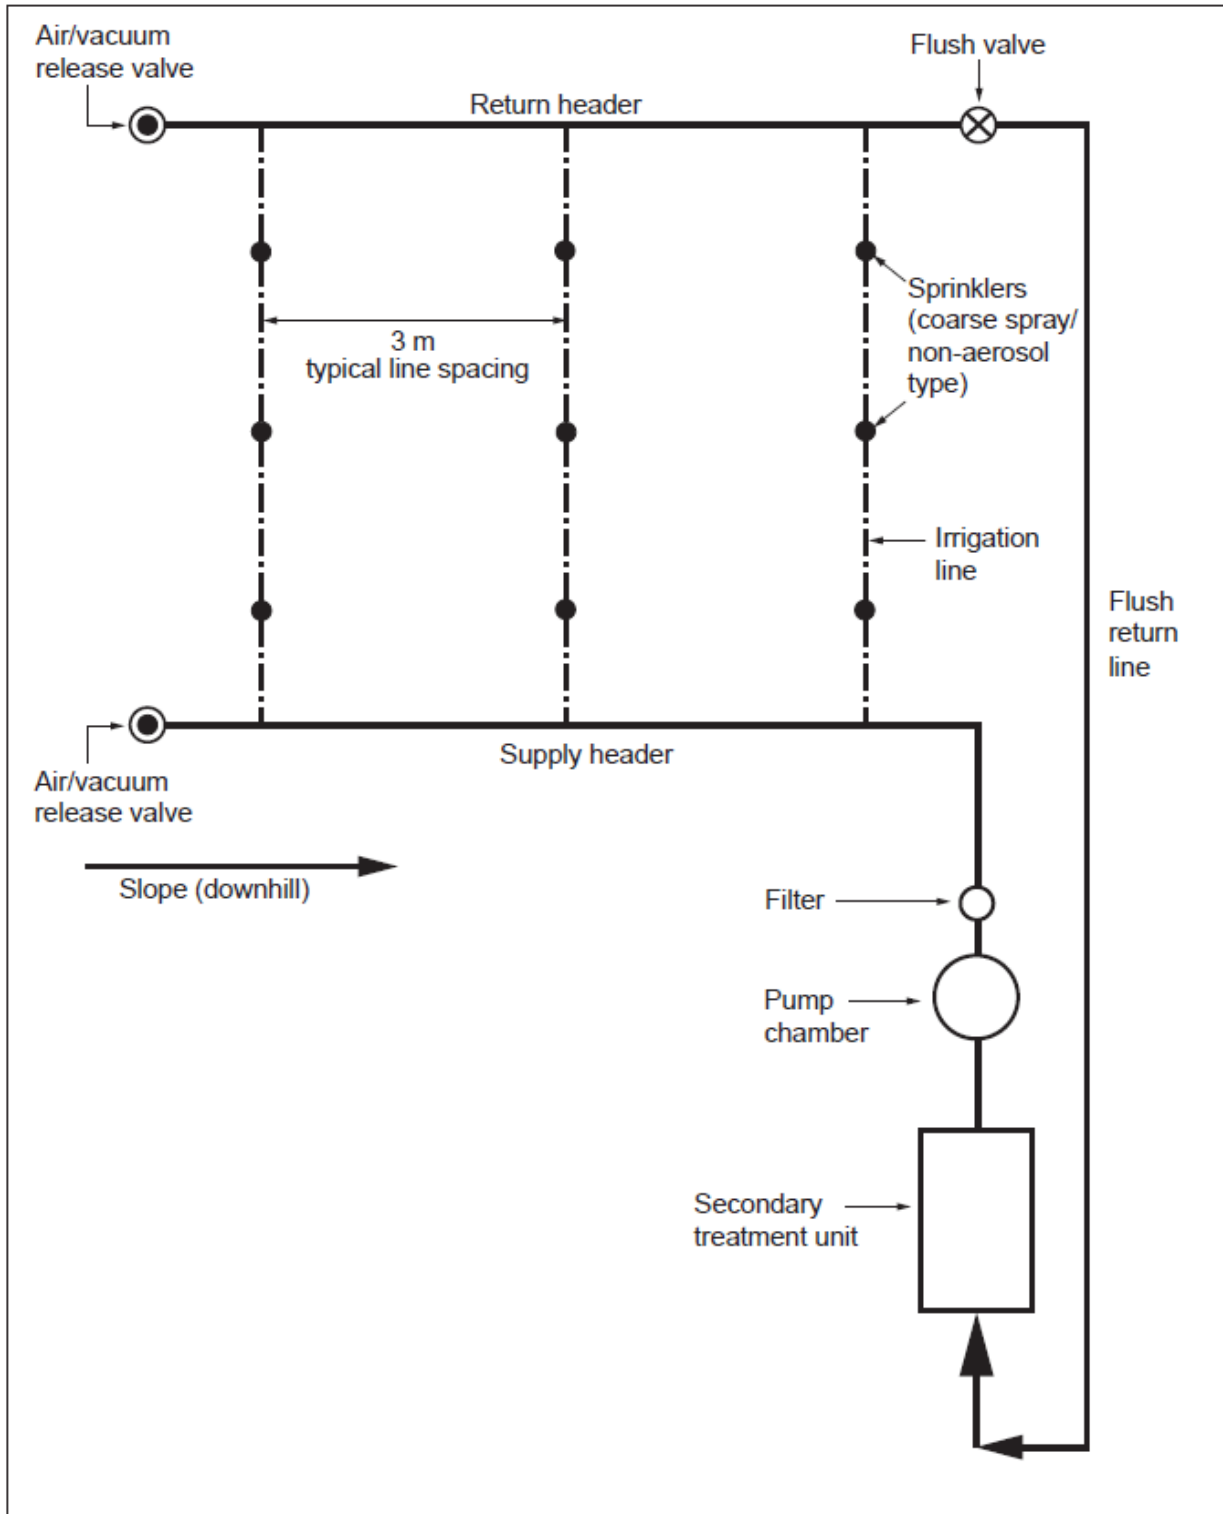 Air/vacuum
release valve
Flush valve
Return header
Sprinklers
(coarse spray/
non-aerosol
type)
3 m
typical line spacing
Irrigation
line
Flush
return
line
Supply header
Air/vacuum
release valve
Slope (downhill)
Filter
Pump
chamber
Secondary
treatment unit